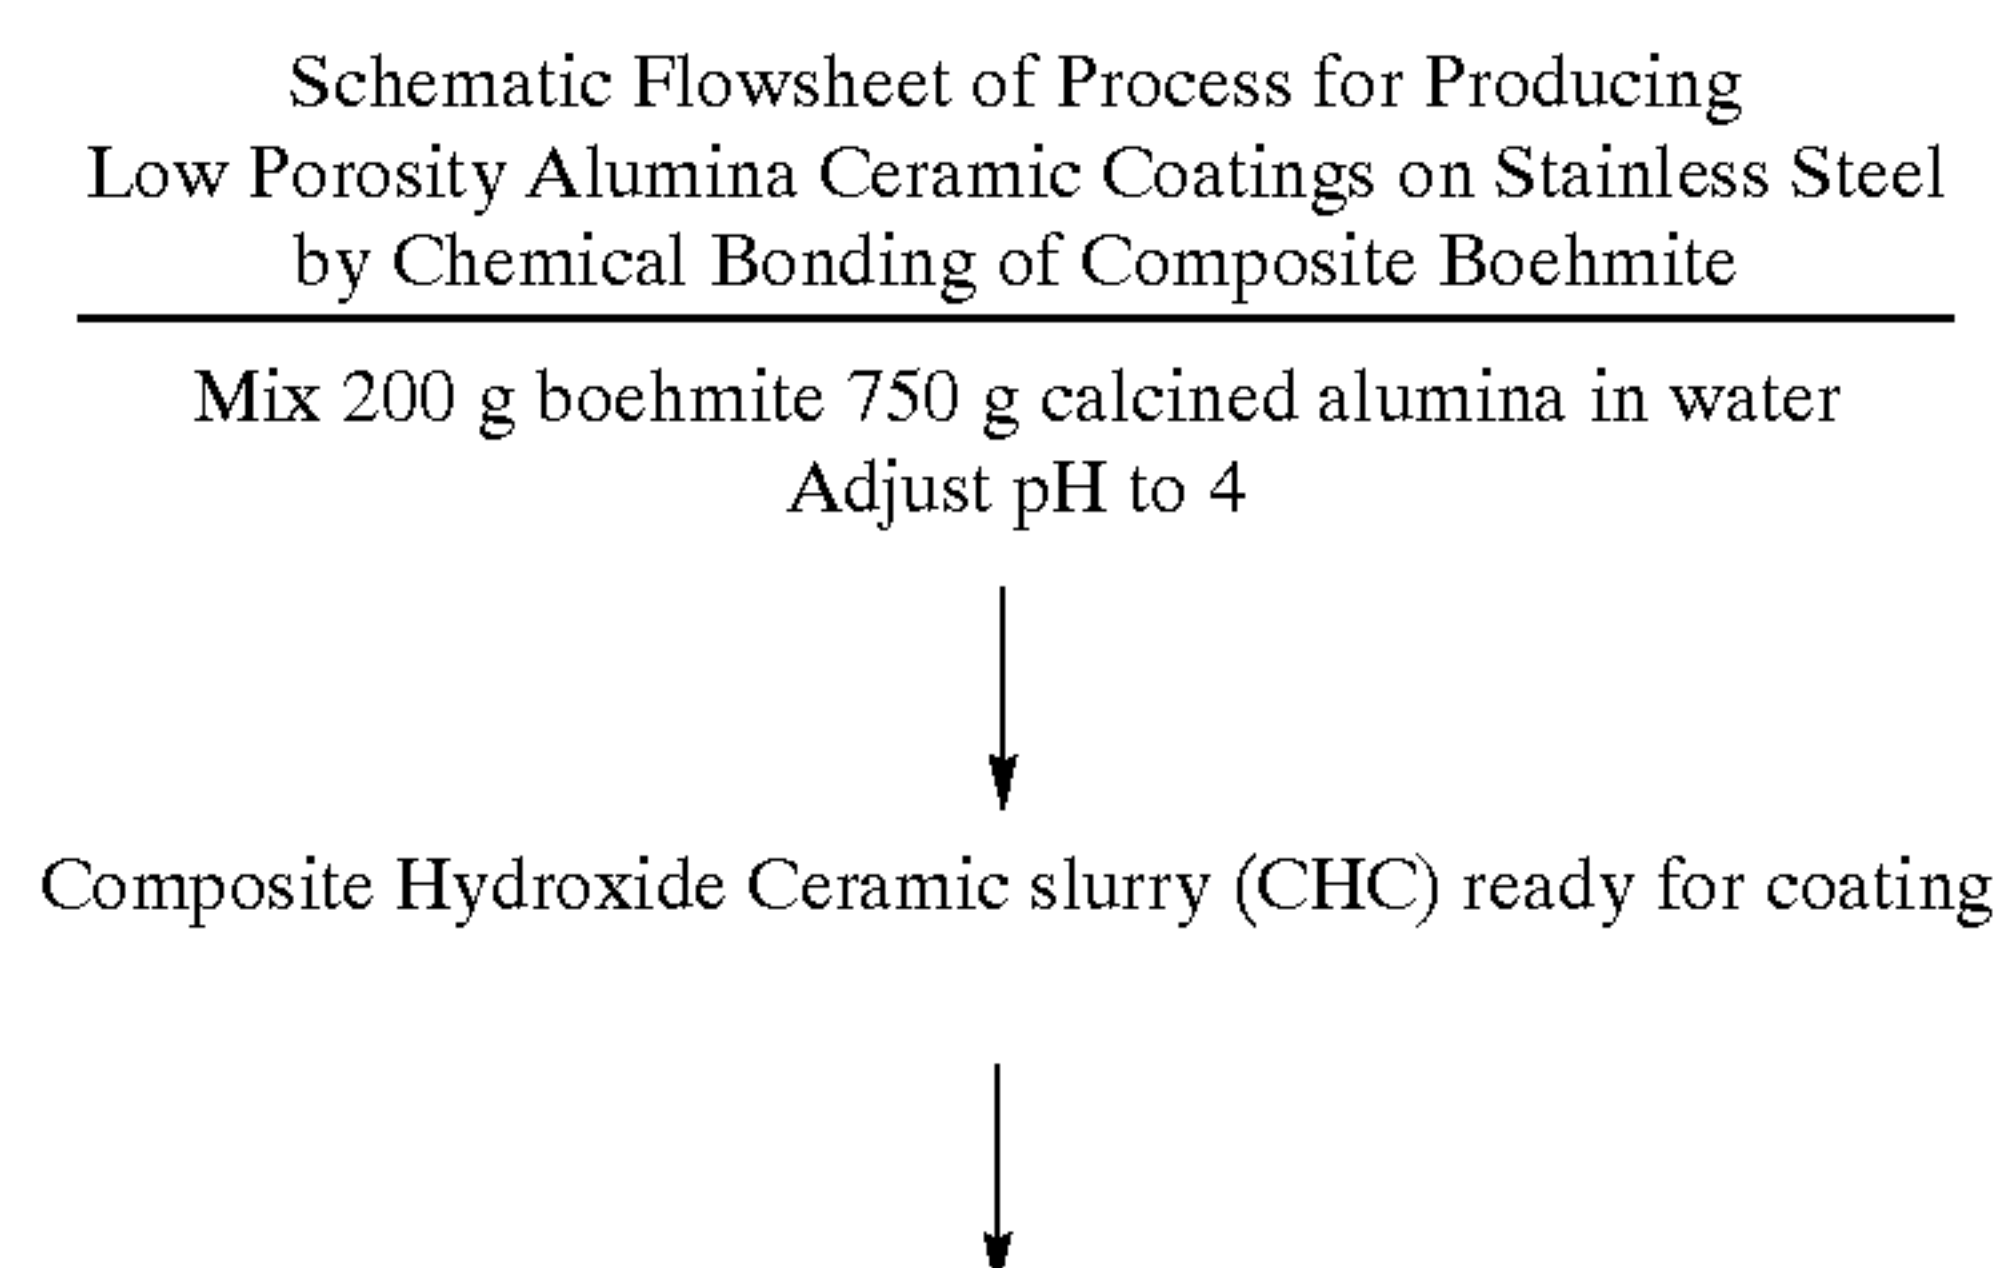 Schematic Flowsheet of Process for Producing
Low Porosity Alumina Ceramic Coatings on Stainless Steel
by Chemical Bonding of Composite Boehmite
Mix 200 g boehmite 750 g calcined alumina in water
Adjust pH to 4
Composite Hydroxide Ceramic slurry (CHC) ready for coating